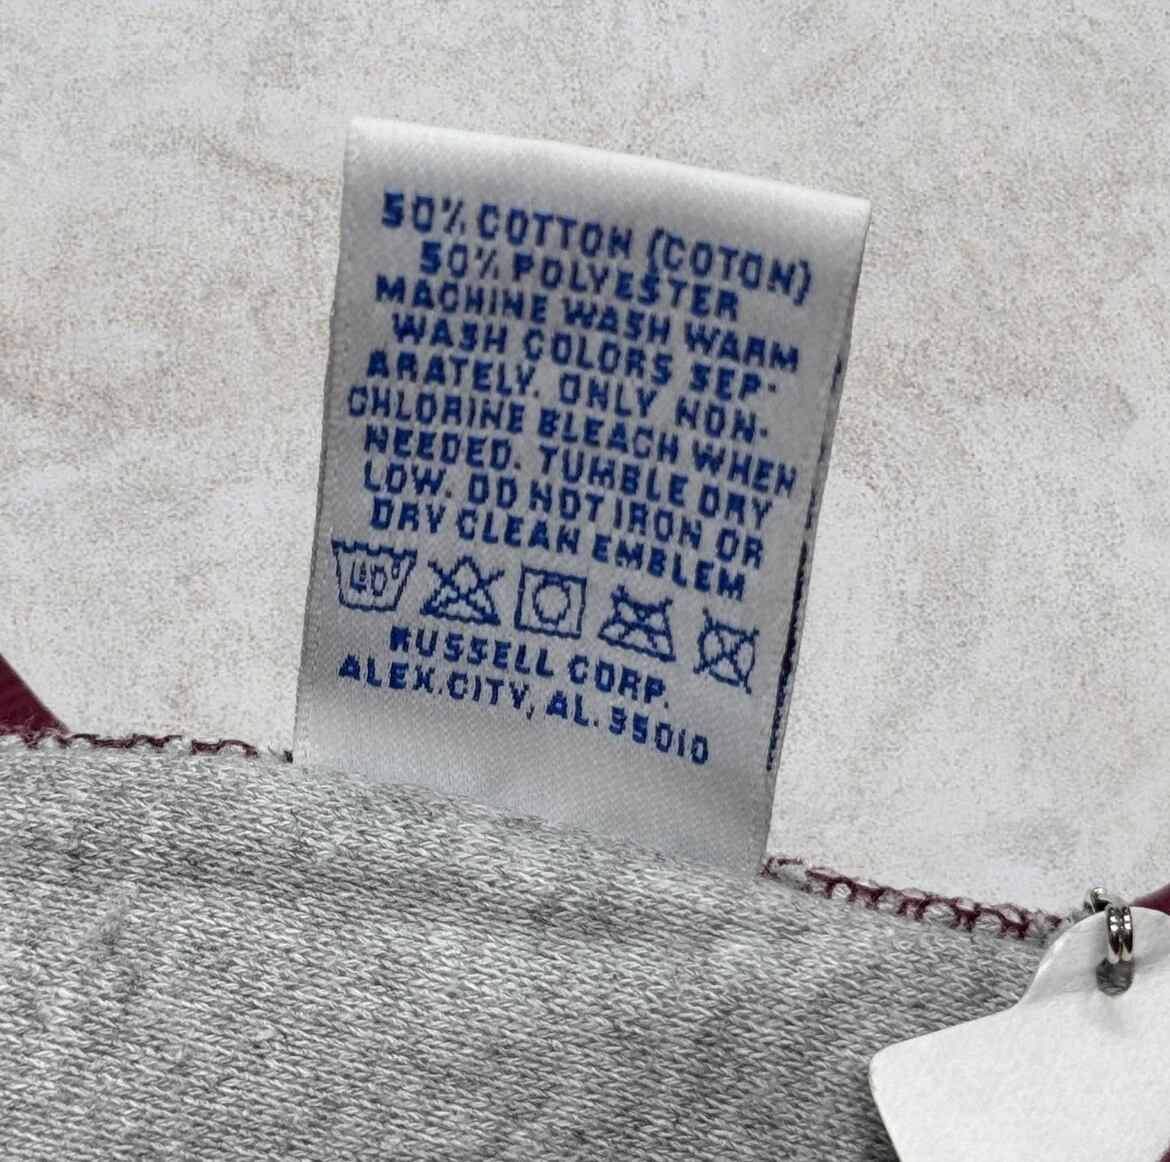 50% COTTON (COTON)
50% POLYESTER
MACHINE WASH WARM
WASH COLORS SEP-
ARATELY. ONLY NON-
CHLORINE BLEACH WHEN
NEEDED. TUMBLE DRY
LOW. DO NOT IRON OR
DRY CLEAN EMBLEM
40°
RUSSELL CORP.
ALEX.CITY, AL. 35010